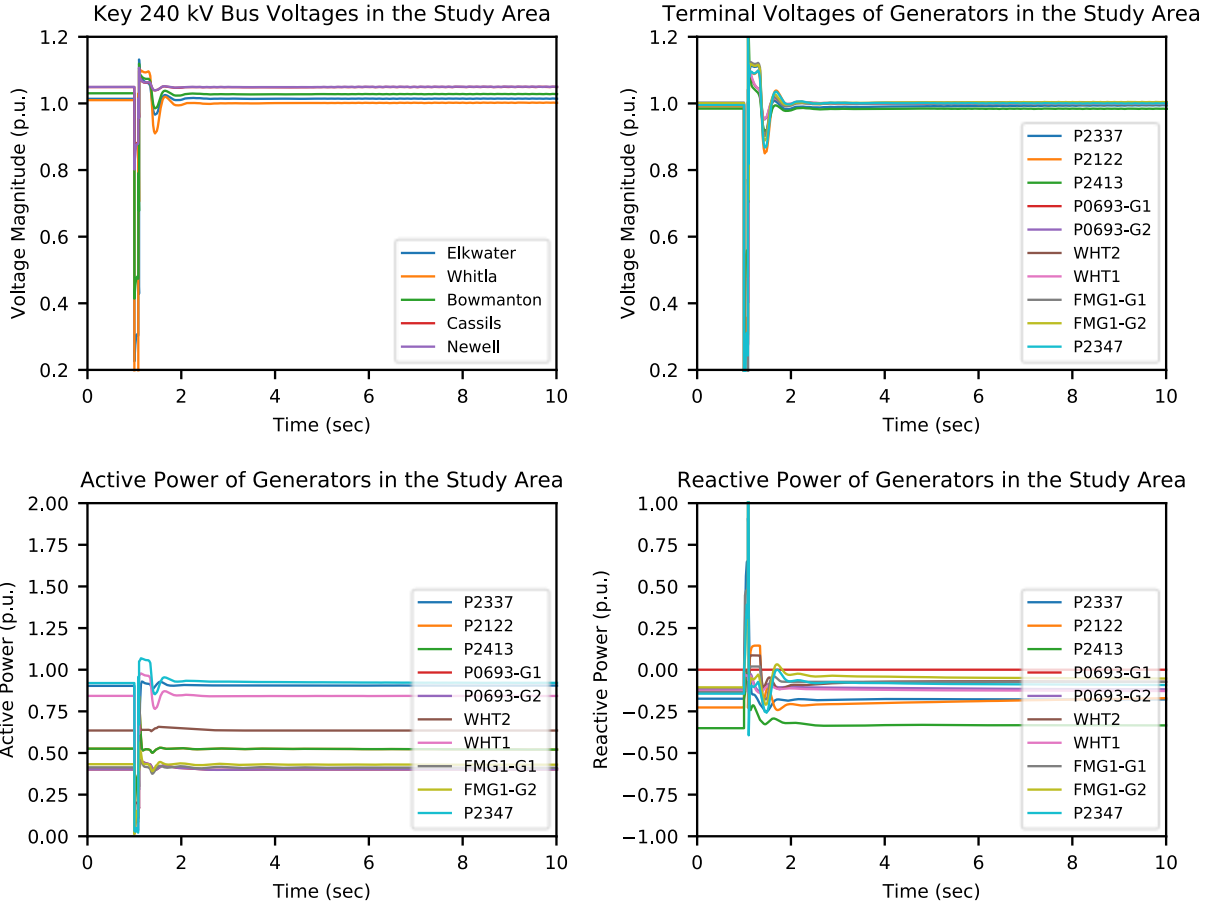 Key 240 kV Bus Voltages in the Study Area
Voltage Magnitude (p.u.)
1.2
1.0
0.8
0.6
0.4
0.2
0
2
4
6
8
10
Time (sec)
Elkwater
Whitla
Bowmanton
Cassils
Newell
Terminal Voltages of Generators in the Study Area
Voltage Magnitude (p.u.)
1.2
1.0
0.8
0.6
0.4
0.2
0
2
4
6
8
10
Time (sec)
P2337
P2122
P2413
P0693-G1
P0693-G2
WHT2
WHT1
FMG1-G1
FMG1-G2
P2347
Active Power of Generators in the Study Area
Active Power (p.u.)
2.00
1.75
1.50
1.25
1.00
0.75
0.50
0.25
0.00
0
2
4
6
8
10
Time (sec)
P2337
P2122
P2413
P0693-G1
P0693-G2
WHT2
WHT1
FMG1-G1
FMG1-G2
P2347
Reactive Power of Generators in the Study Area
Reactive Power (p.u.)
1.00
0.75
0.50
0.25
0.00
−0.25
−0.50
−0.75
−1.00
0
2
4
6
8
10
Time (sec)
P2337
P2122
P2413
P0693-G1
P0693-G2
WHT2
WHT1
FMG1-G1
FMG1-G2
P2347